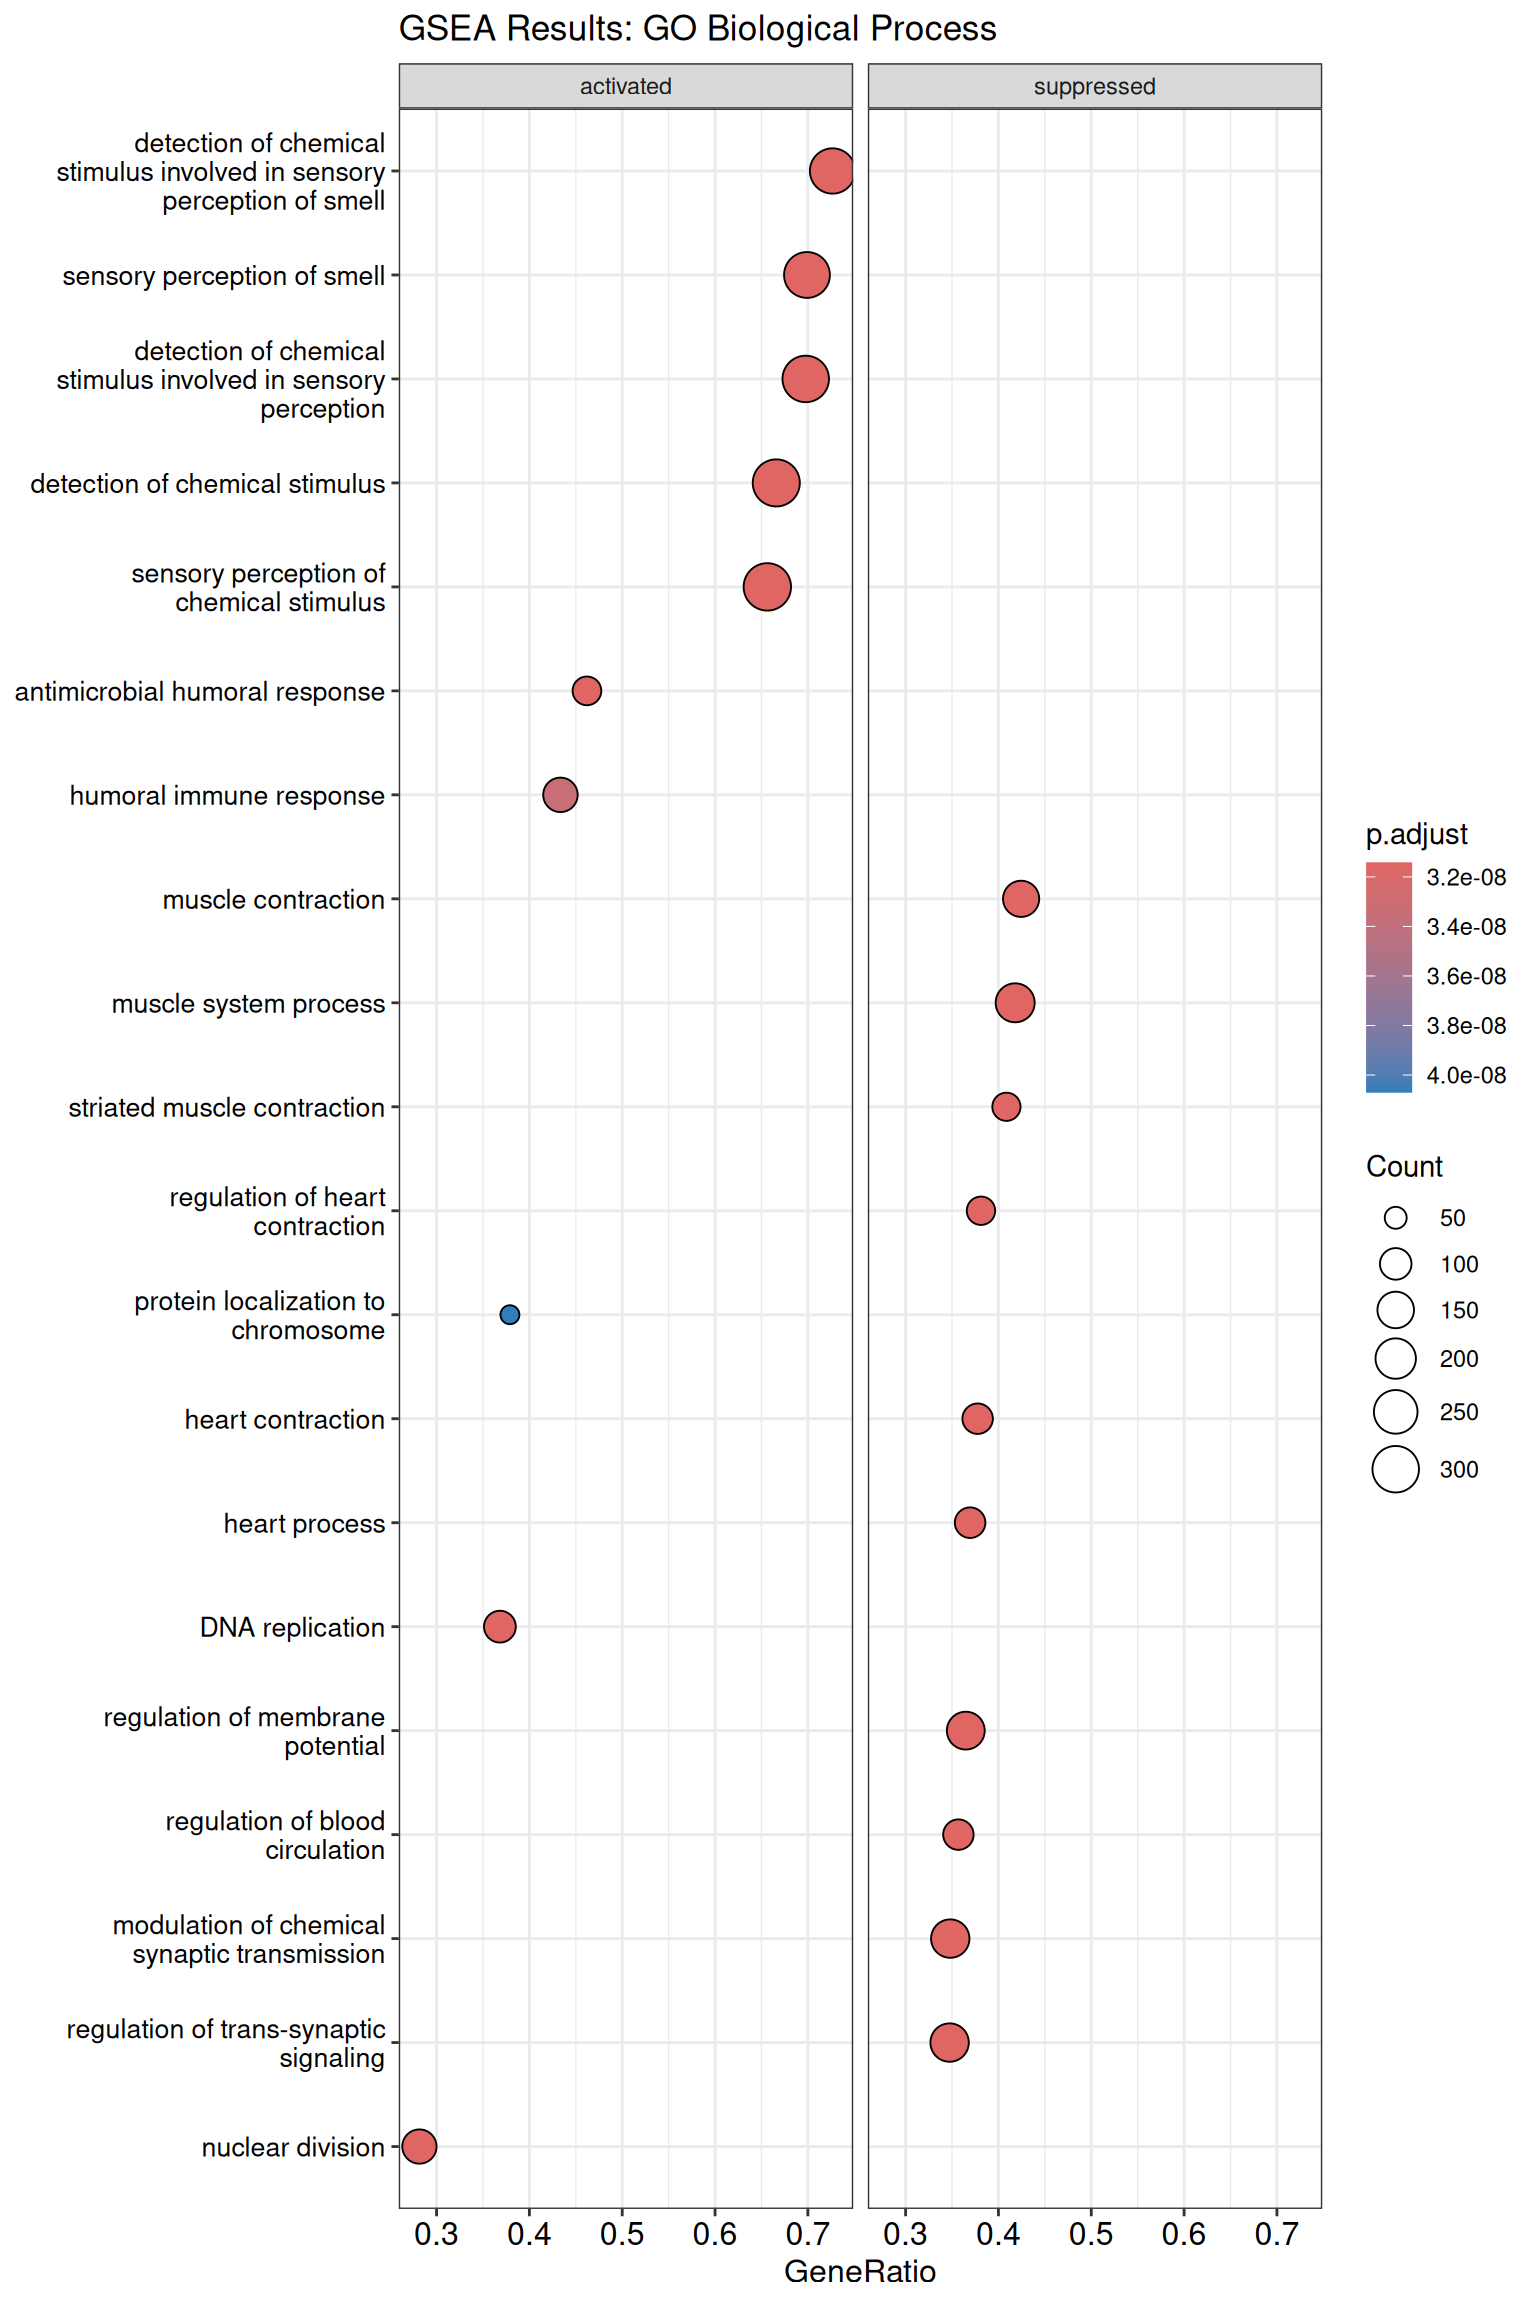 GSEA Results: GO Biological Process
activated
suppressed
detection of chemical
stimulus involved in sensory
perception of smell
sensory perception of smell
detection of chemical
stimulus involved in sensory
perception
detection of chemical stimulus
sensory perception of
chemical stimulus
antimicrobial humoral response
humoral immune response
muscle contraction
muscle system process
striated muscle contraction
regulation of heart
contraction
protein localization to
chromosome
heart contraction
heart process
DNA replication
regulation of membrane
potential
regulation of blood
circulation
modulation of chemical
synaptic transmission
regulation of trans-synaptic
signaling
nuclear division
0.3 0.4 0.5 0.6 0.7
0.3 0.4 0.5 0.6 0.7
GeneRatio
p.adjust
3.2e-08
3.4e-08
3.6e-08
3.8e-08
4.0e-08
Count
50
100
150
200
250
300